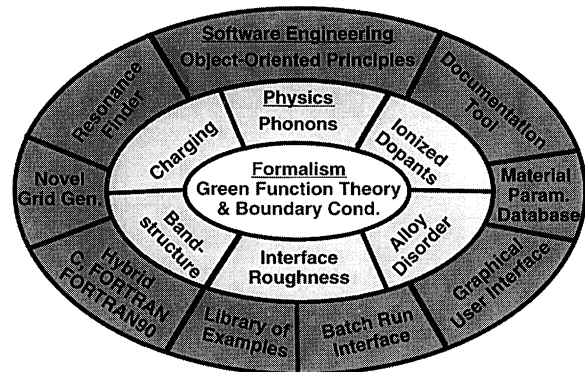 Software Engineering
Object-Oriented Principles
Resonance
Finder
Documentation
Tool
Physics
Phonons
Charging
Ionized
Dopants
Formalism
Green Function Theory
& Boundary Cond.
Novel
Grid Gen.
Material
Param.
Database
Band-
structure
Interface
Roughness
Alloy
Disorder
Hybrid
C, FORTRAN
FORTRAN90
Library of
Examples
Batch Run
Interface
Graphical
User Interface